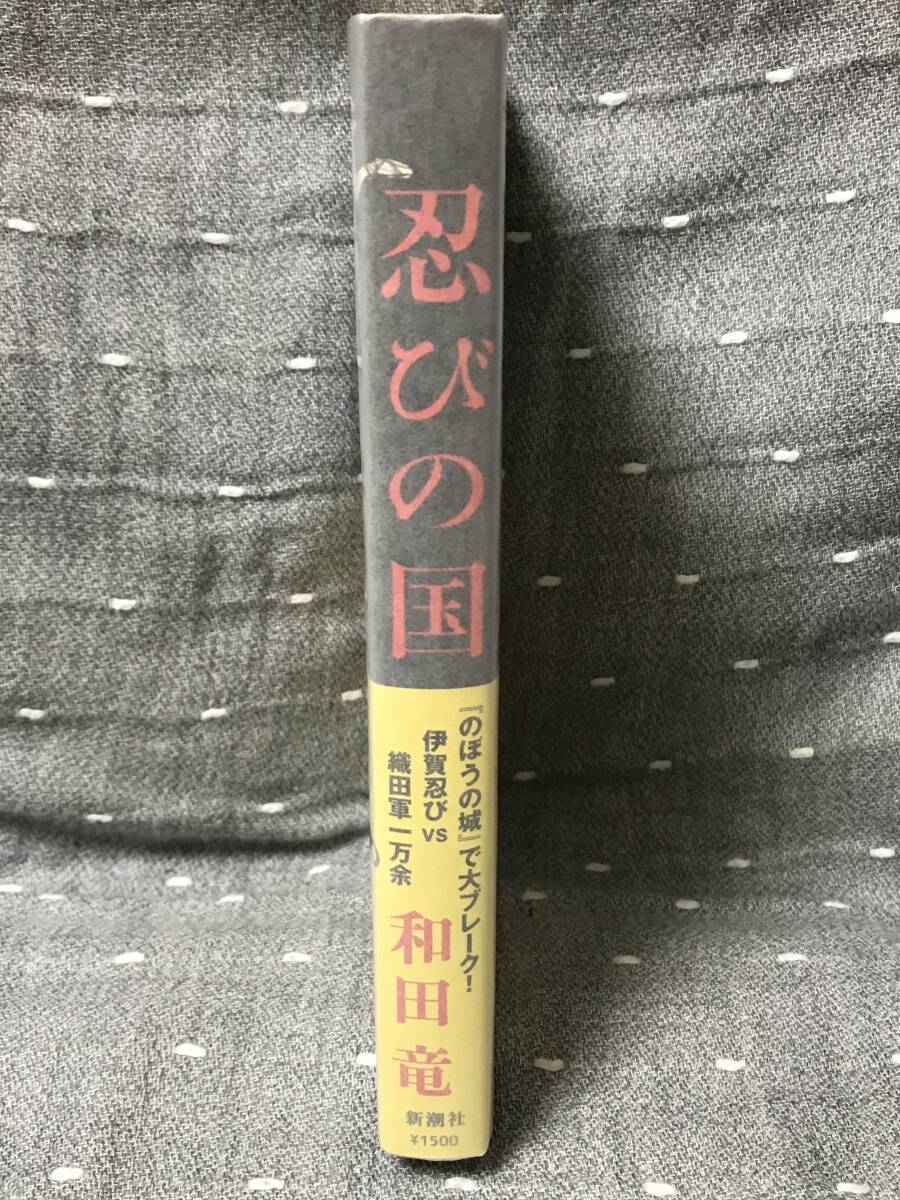 忍びの国
『のぼうの城』で大ブレーク!
伊賀忍びvs
織田軍一万余
和田竜
新潮社
¥1500